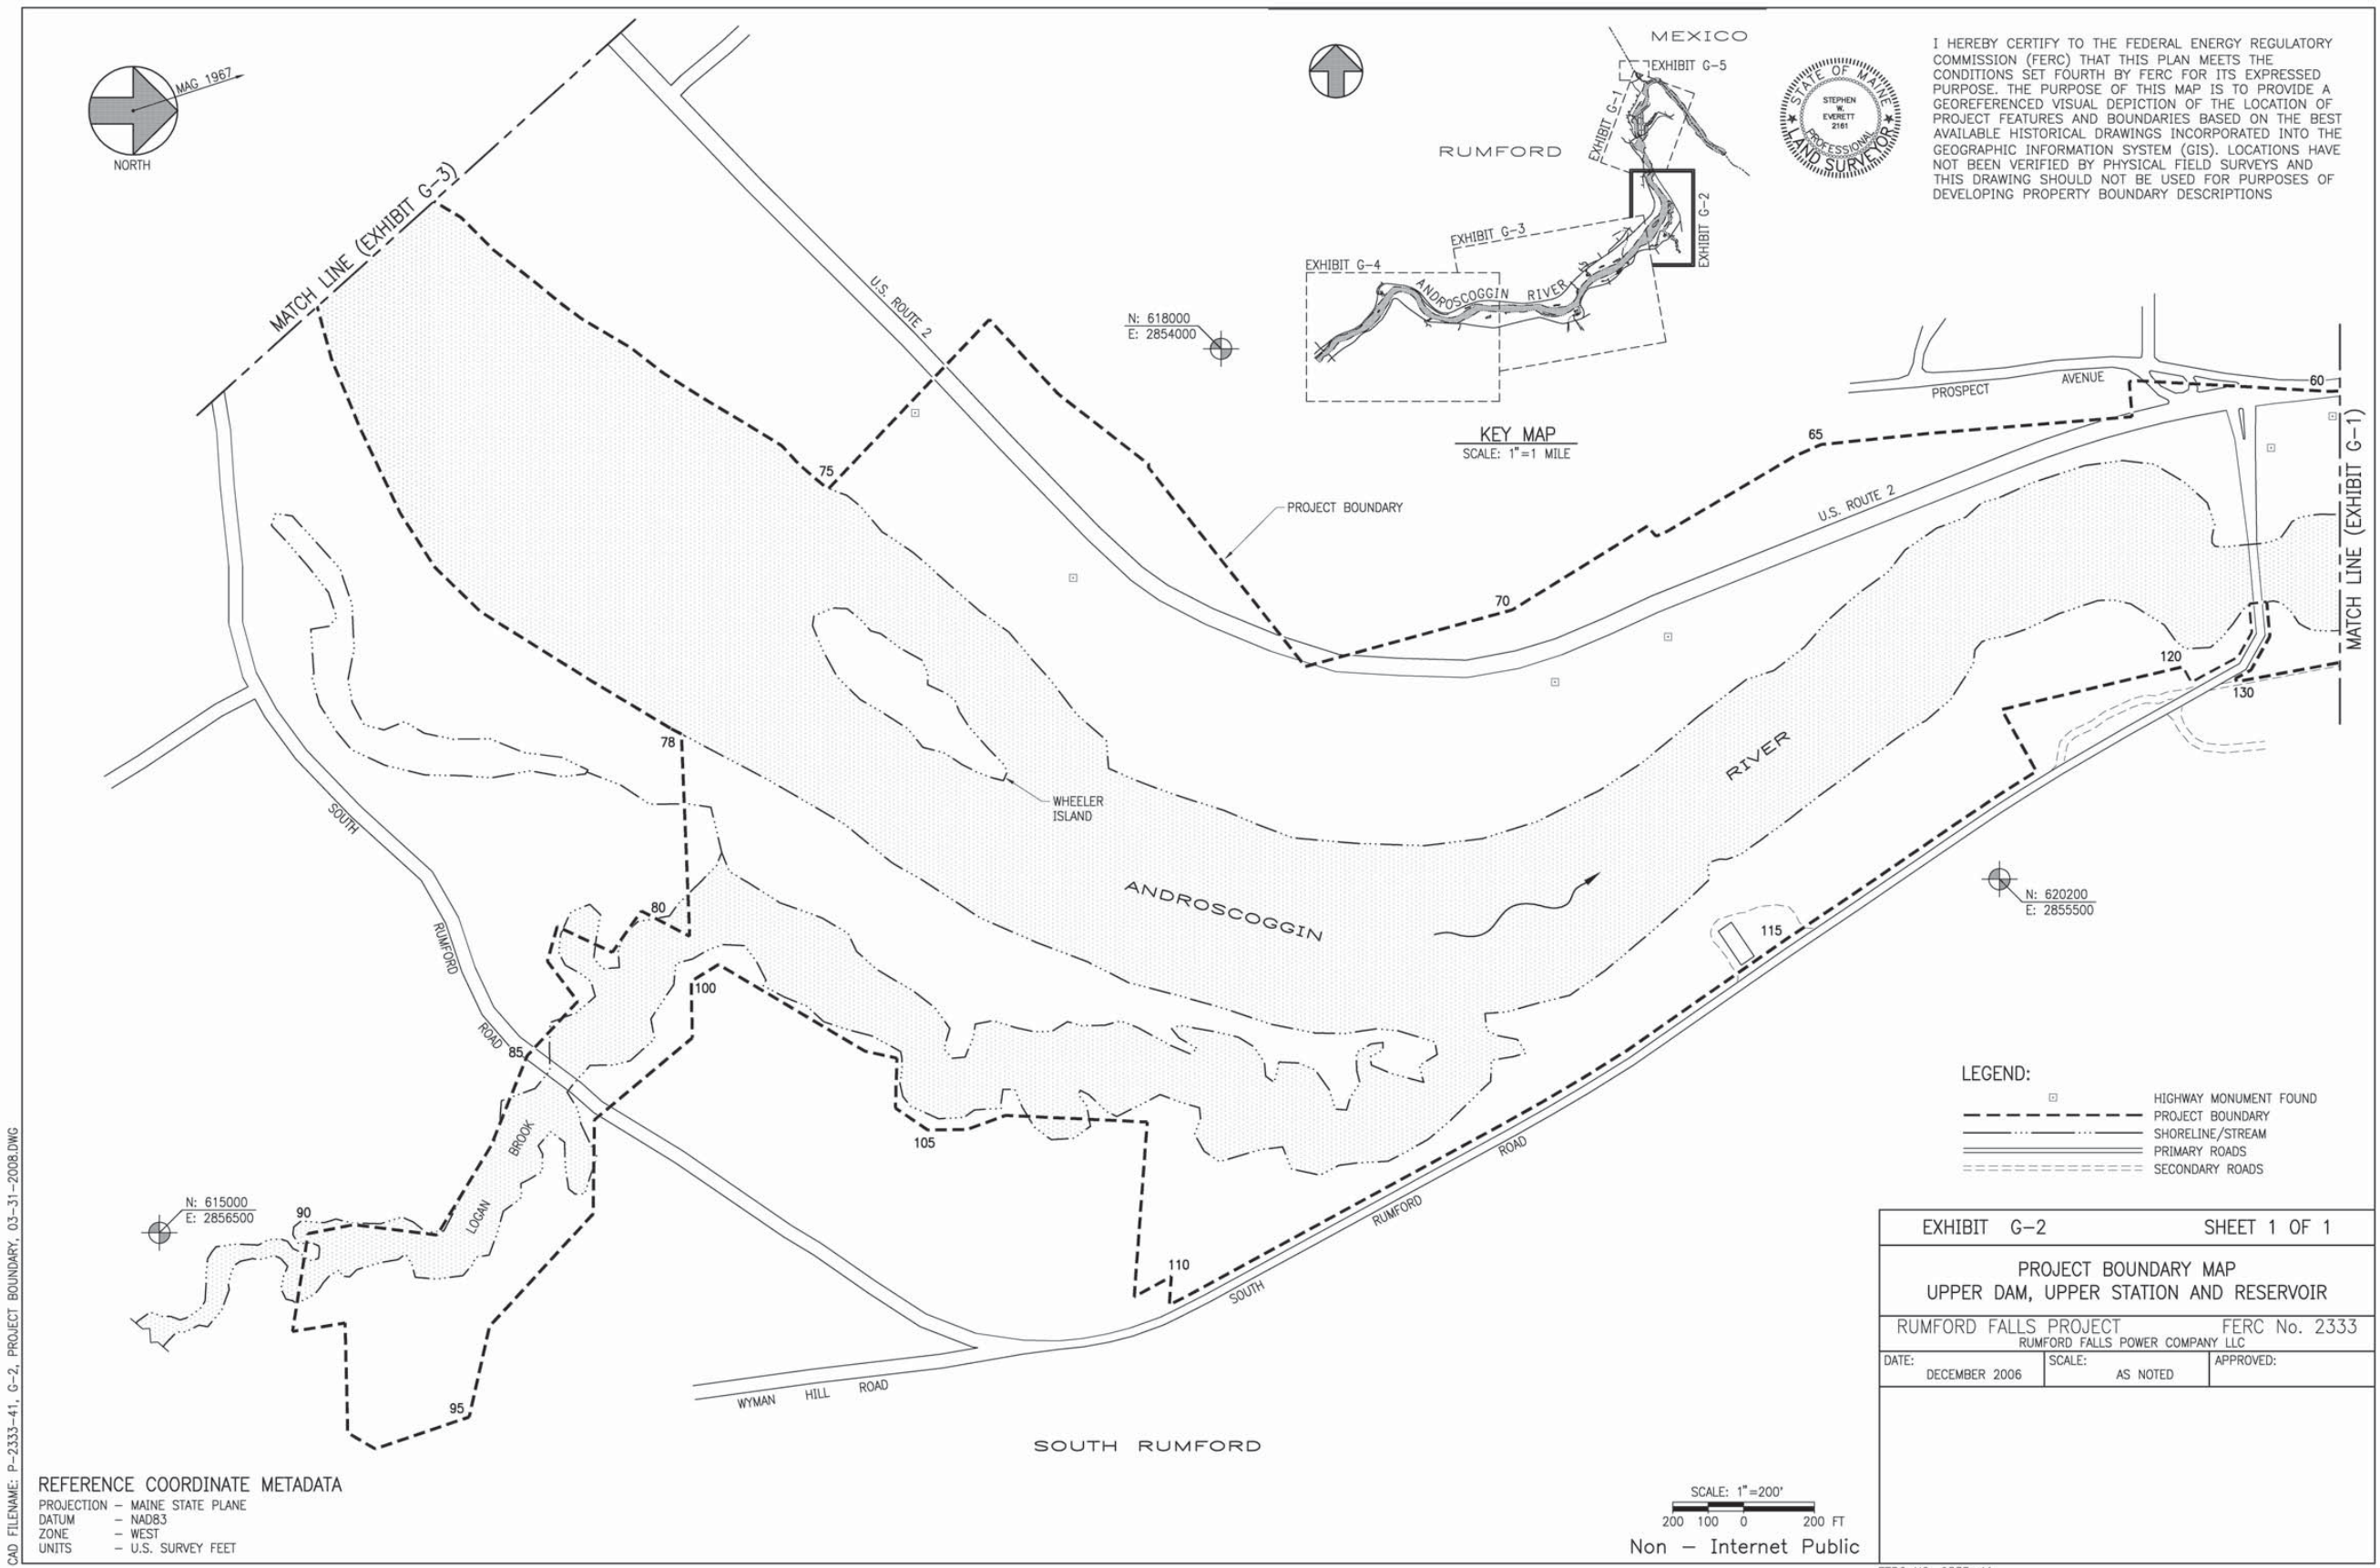 MAG 1967
NORTH
MATCH LINE (EXHIBIT G-3)
U.S. ROUTE 2
N: 618000
E: 2854000
MEXICO
EXHIBIT G-5
EXHIBIT G-1
RUMFORD
EXHIBIT G-2
EXHIBIT G-3
EXHIBIT G-4
ANDROSCOGGIN RIVER
KEY MAP
SCALE: 1"=1 MILE
STATE OF MAINE
STEPHEN
W.
EVERETT
2161
PROFESSIONAL
LAND SURVEYOR
I HEREBY CERTIFY TO THE FEDERAL ENERGY REGULATORY
COMMISSION (FERC) THAT THIS PLAN MEETS THE
CONDITIONS SET FOURTH BY FERC FOR ITS EXPRESSED
PURPOSE. THE PURPOSE OF THIS MAP IS TO PROVIDE A
GEOREFERENCED VISUAL DEPICTION OF THE LOCATION OF
PROJECT FEATURES AND BOUNDARIES BASED ON THE BEST
AVAILABLE HISTORICAL DRAWINGS INCORPORATED INTO THE
GEOGRAPHIC INFORMATION SYSTEM (GIS). LOCATIONS HAVE
NOT BEEN VERIFIED BY PHYSICAL FIELD SURVEYS AND
THIS DRAWING SHOULD NOT BE USED FOR PURPOSES OF
DEVELOPING PROPERTY BOUNDARY DESCRIPTIONS
PROSPECT AVENUE
60
65
MATCH LINE (EXHIBIT G-1)
75
PROJECT BOUNDARY
U.S. ROUTE 2
70
120
130
78
WHEELER
ISLAND
RIVER
SOUTH
RUMFORD
ROAD
80
ANDROSCOGGIN
N: 620200
E: 2855500
115
100
85
BROOK
LOGAN
105
ROAD
RUMFORD
SOUTH
110
N: 615000
E: 2856500
90
95
WYMAN HILL ROAD
SOUTH RUMFORD
LEGEND:
HIGHWAY MONUMENT FOUND
PROJECT BOUNDARY
SHORELINE/STREAM
PRIMARY ROADS
SECONDARY ROADS
EXHIBIT G-2 SHEET 1 OF 1
PROJECT BOUNDARY MAP
UPPER DAM, UPPER STATION AND RESERVOIR
RUMFORD FALLS PROJECT FERC No. 2333
RUMFORD FALLS POWER COMPANY LLC
DATE: SCALE: APPROVED:
DECEMBER 2006 AS NOTED
REFERENCE COORDINATE METADATA
PROJECTION - MAINE STATE PLANE
DATUM - NAD83
ZONE - WEST
UNITS - U.S. SURVEY FEET
SCALE: 1"=200'
200 100 0 200 FT
Non - Internet Public
CAD FILENAME: P-2333-41, G-2, PROJECT BOUNDARY, 03-31-2008.DWG